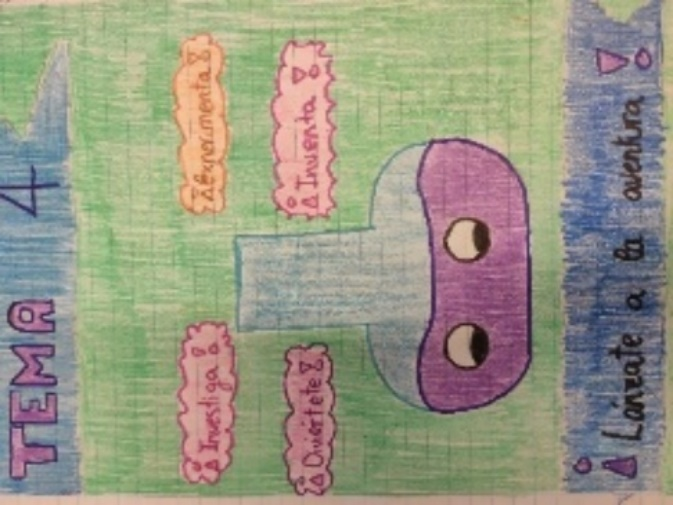 TEMA 4
¡Investiga!
¡Experimenta!
¡Diviértete!
¡Inventa!
¡Lánzate a la aventura!